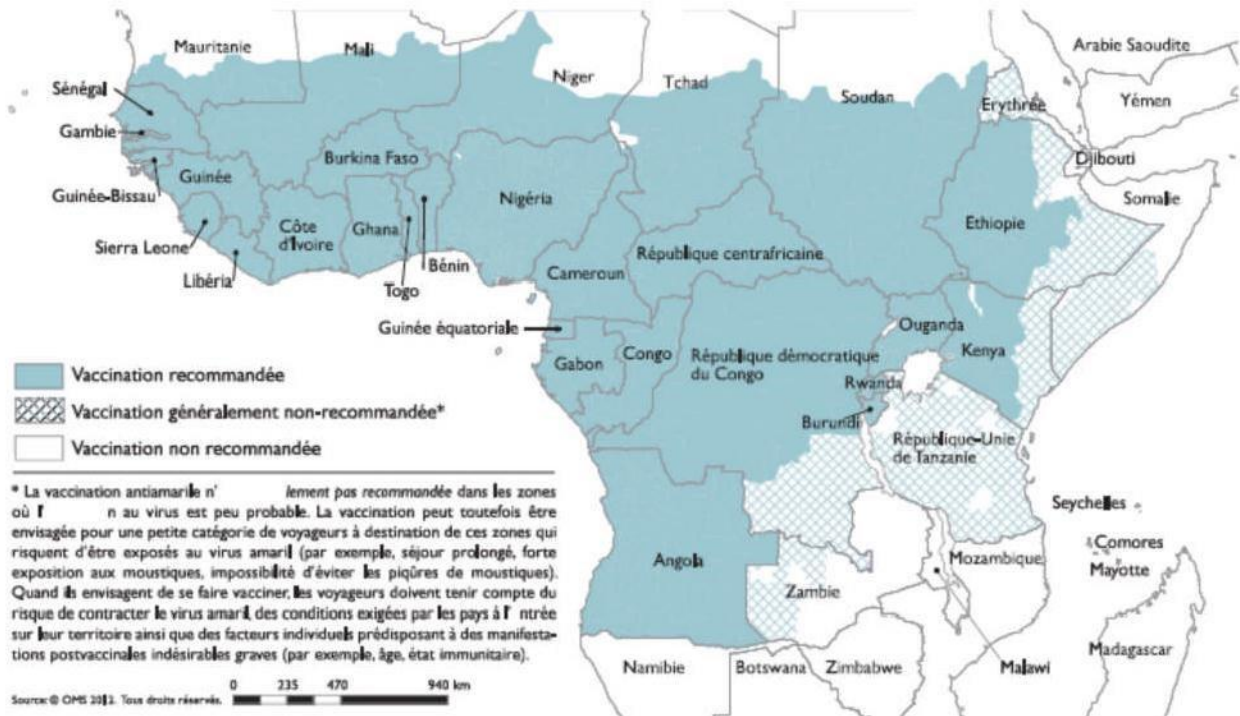 Mauritanie
Mali
Niger
Tchad
Soudan
Erythrée
Arabie Saoudite
Yémen
Djibouti
Somalie
Sénégal
Gambie
Guinée-Bissau
Guinée
Sierra Leone
Libéria
Côte
d'Ivoire
Burkina Faso
Ghana
Togo
Bénin
Nigéria
Cameroun
République centrafricaine
Ethiopie
Guinée équatoriale
Gabon
Congo
République démocratique
du Congo
Ouganda
Kenya
Rwanda
Burundi
République-Unie
de Tanzanie
Seychelles
Comores
Mayotte
Mozambique
Angola
Zambie
Madagascar
Namibie
Botswana
Zimbabwe
Malawi
Vaccination recommandée
Vaccination généralement non-recommandée*
Vaccination non recommandée
* La vaccination antiamarile n' lement pas recommandée dans les zones
où l' n au virus est peu probable. La vaccination peut toutefois être
envisagée pour une petite catégorie de voyageurs à destination de ces zones qui
risquent d'être exposés au virus amaril (par exemple, séjour prolongé, forte
exposition aux moustiques, impossibilité d'éviter les piqûres de moustiques).
Quand ils envisagent de se faire vacciner, les voyageurs doivent tenir compte du
risque de contracter le virus amaril, des conditions exigées par les pays à l' ntrée
sur leur territoire ainsi que des facteurs individuels prédisposant à des manifesta-
tions postvaccinales indésirables graves (par exemple, âge, état immunitaire).
Source: © OMS 2012. Tous droits réservés.
0 235 470 940 km